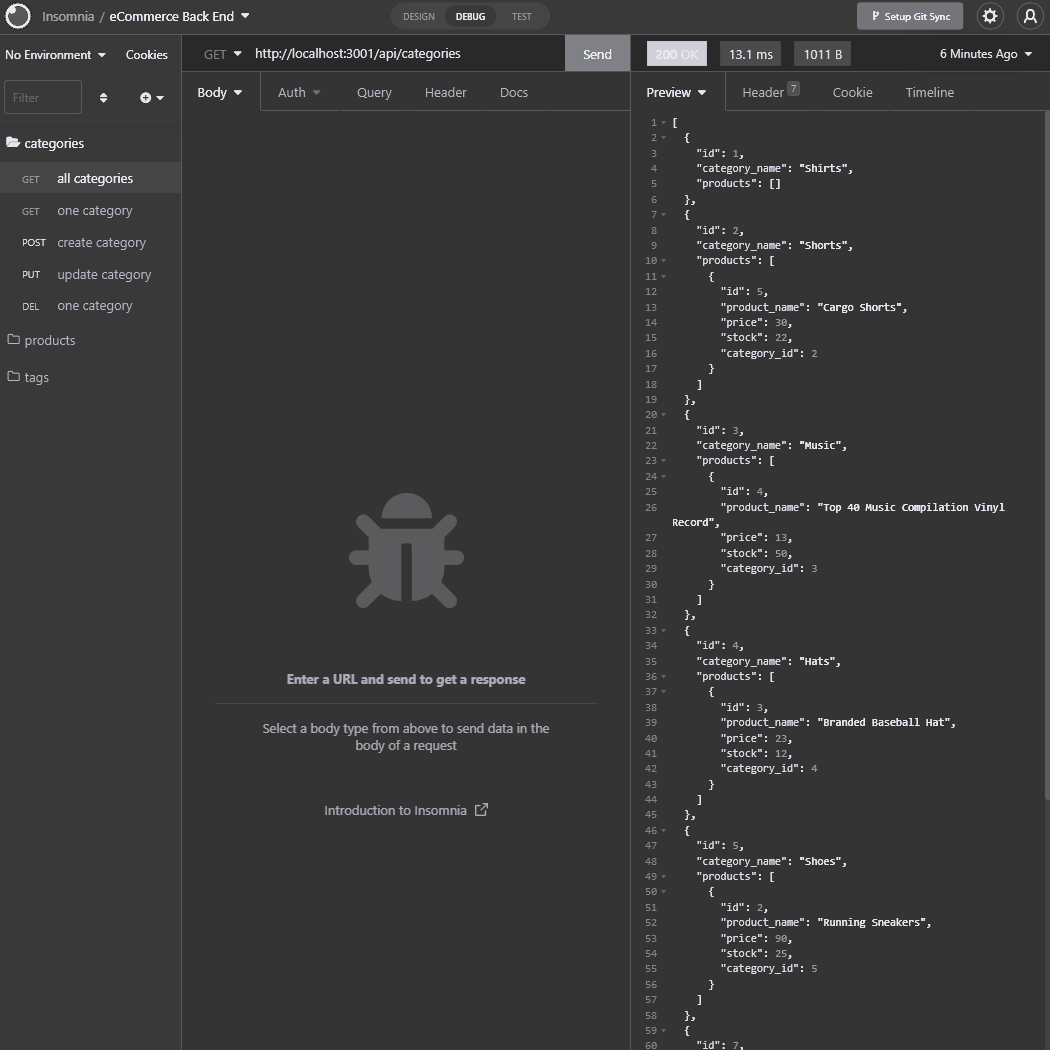 Insomnia / eCommerce Back End
DESIGN DEBUG TEST
Setup Git Sync
No Environment Cookies
GET http://localhost:3001/api/categories Send
200 OK 13.1 ms 1011 B 6 Minutes Ago
Filter
Body Auth Query Header Docs
Preview Header 7 Cookie Timeline
categories
GET all categories
GET one category
POST create category
PUT update category
DEL one category
products
tags
Enter a URL and send to get a response
Select a body type from above to send data in the
body of a request
Introduction to Insomnia
1 [
2 {
3 "id": 1,
4 "category_name": "Shirts",
5 "products": []
6 },
7 {
8 "id": 2,
9 "category_name": "Shorts",
10 "products": [
11 {
12 "id": 5,
13 "product_name": "Cargo Shorts",
14 "price": 30,
15 "stock": 22,
16 "category_id": 2
17 }
18 ]
19 },
20 {
21 "id": 3,
22 "category_name": "Music",
23 "products": [
24 {
25 "id": 4,
26 "product_name": "Top 40 Music Compilation Vinyl
Record",
27 "price": 13,
28 "stock": 50,
29 "category_id": 3
30 }
31 ]
32 },
33 {
34 "id": 4,
35 "category_name": "Hats",
36 "products": [
37 {
38 "id": 3,
39 "product_name": "Branded Baseball Hat",
40 "price": 23,
41 "stock": 12,
42 "category_id": 4
43 }
44 ]
45 },
46 {
47 "id": 5,
48 "category_name": "Shoes",
49 "products": [
50 {
51 "id": 2,
52 "product_name": "Running Sneakers",
53 "price": 90,
54 "stock": 25,
55 "category_id": 5
56 }
57 ]
58 },
59 {
60 "id": 7,